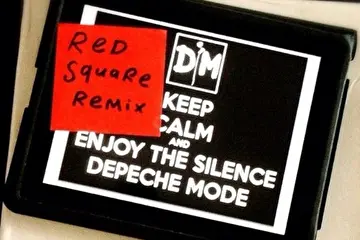 Red
Square
Remix
DM
KEEP
CALM
AND
ENJOY THE SILENCE
DEPECHE MODE